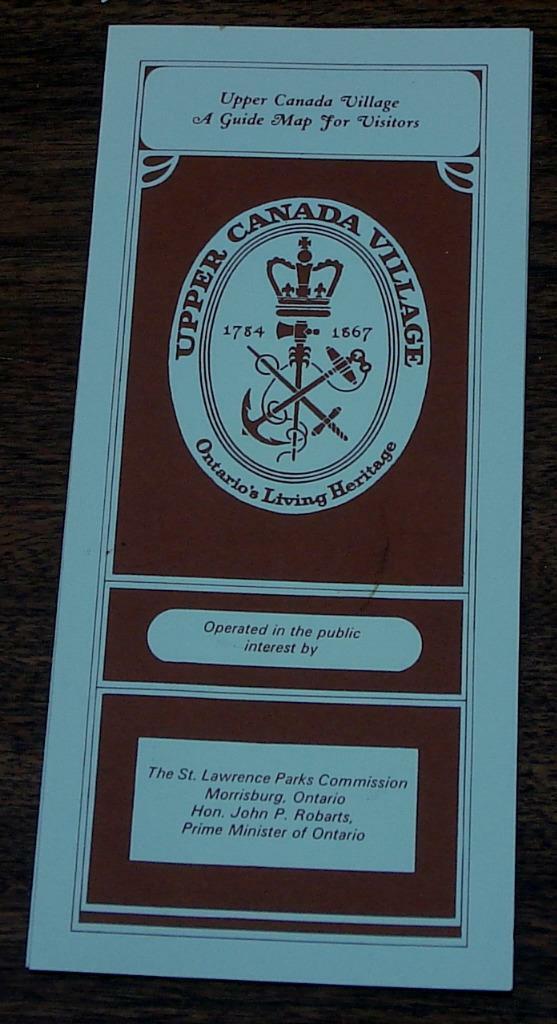 Upper Canada Village
A Guide Map For Visitors
UPPER CANADA VILLAGE
1784 1867
Ontario's Living Heritage
Operated in the public
interest by
The St. Lawrence Parks Commission
Morrisburg, Ontario
Hon. John P. Robarts,
Prime Minister of Ontario